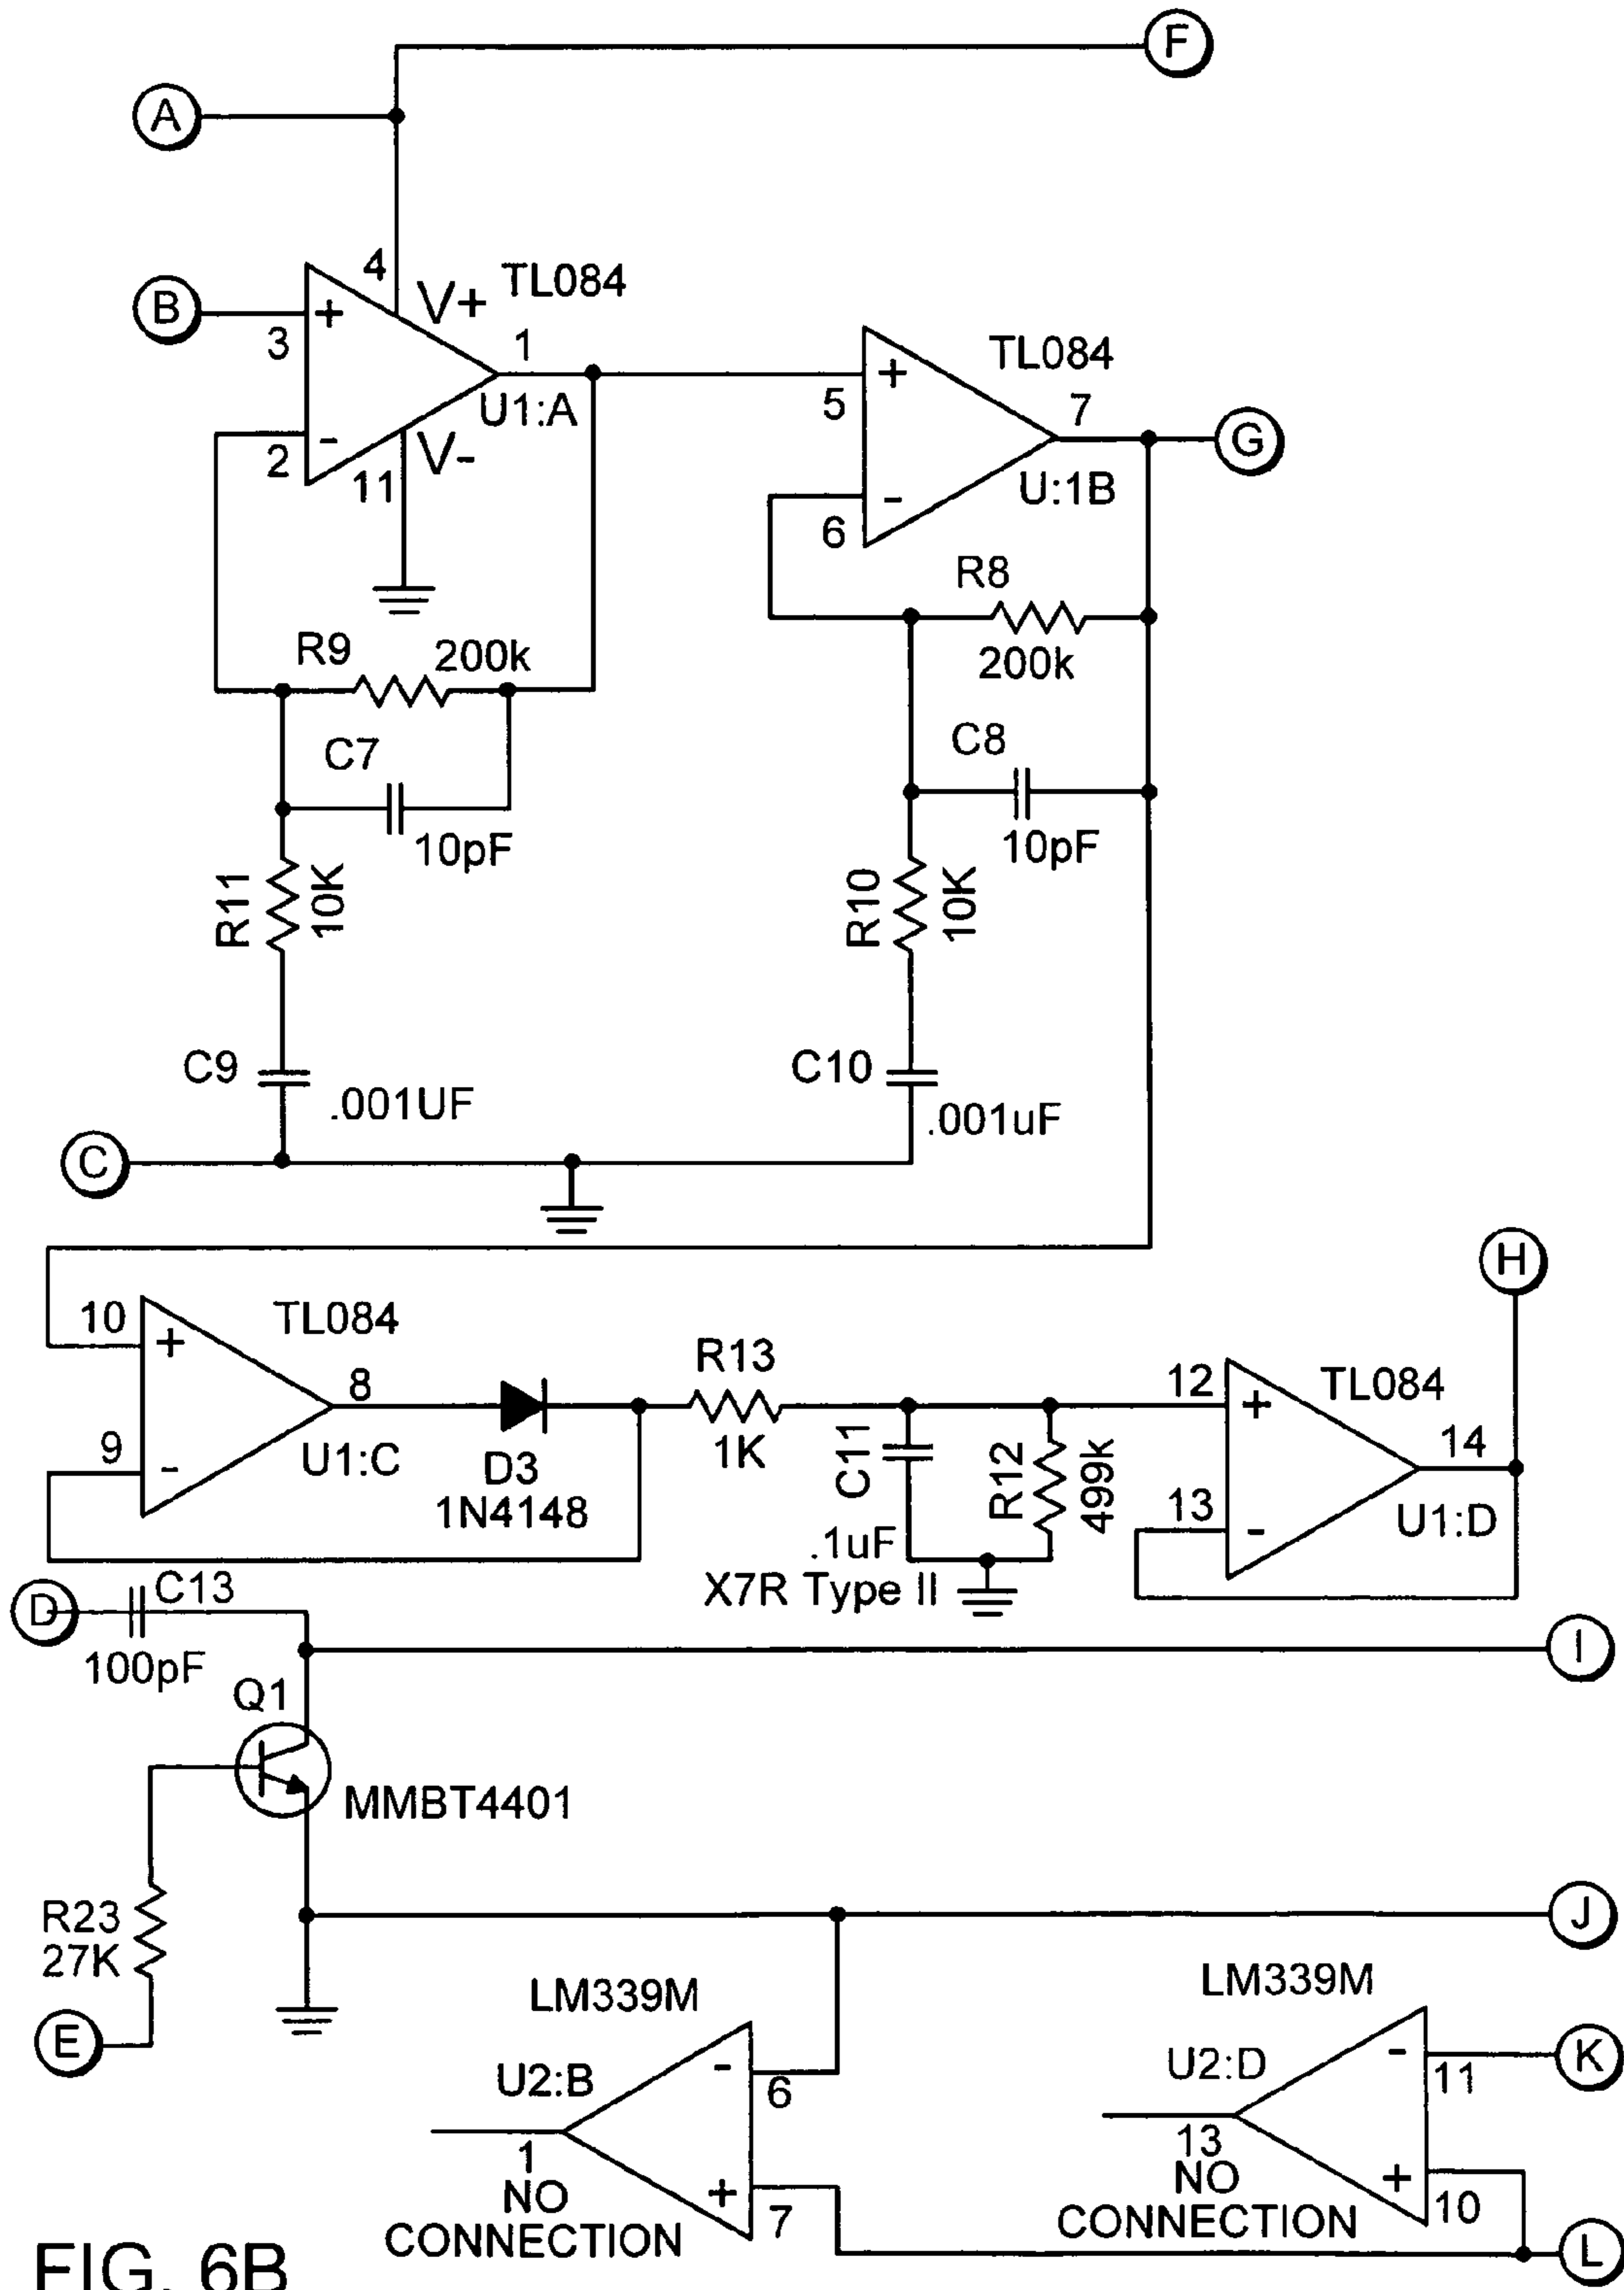 F
A
4
V+
TL084
B
+
3
1
U1:A
-
2
V-
11
TL084
+
5
7
G
-
6
U:1B
R8
200k
R9
200k
C7
10pF
C8
10pF
R11
10K
R10
10K
C9
.001UF
C10
.001uF
C
H
10
+
TL084
8
9
-
U1:C
D3
1N4148
R13
1K
C11
.1uF
X7R Type II
R12
499k
12
+
TL084
14
13
-
U1:D
D
C13
100pF
I
Q1
MMBT4401
R23
27K
J
E
LM339M
U2:B
-
6
1
NO
CONNECTION
+
7
LM339M
U2:D
-
11
K
13
NO
CONNECTION
+
10
L
FIG. 6B